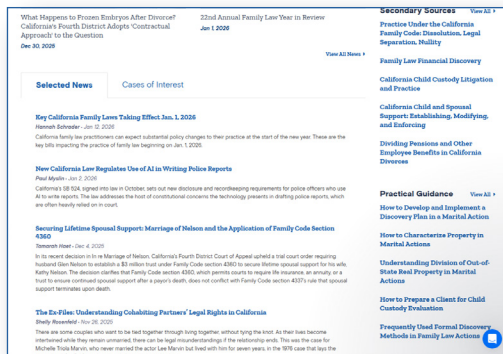 What Happens to Frozen Embryos After Divorce?
California's Fourth District Adopts 'Contractual
Approach' to the Question
Dec 30, 2025
22nd Annual Family Law Year in Review
Jan 1, 2026
View All News
Selected News
Cases of Interest
Key California Family Laws Taking Effect Jan. 1, 2026
Hannah Schrader - Jan 12, 2026
California family law practitioners can expect substantial policy changes to their practice at the start of the new year. These are the
key bills impacting the practice of family law beginning on Jan. 1, 2026.
New California Law Regulates Use of AI in Writing Police Reports
Paul Myslin - Jan 2, 2026
California's SB 524, signed into law in October, sets out new disclosure and recordkeeping requirements for police officers who use
AI to write reports. The law addresses the host of constitutional concerns the technology presents in drafting police reports, which
are often heavily relied on in court.
Securing Lifetime Spousal Support: Marriage of Nelson and the Application of Family Code Section
4360
Tamarah Hoet - Dec 4, 2025
In its recent decision in In re Marriage of Nelson, California's Fourth District Court of Appeal upheld a trial court order requiring
husband Glen Nelson to establish a $3 million trust under Family Code section 4360 to secure lifetime spousal support for his wife,
Kathy Nelson. The decision clarifies that Family Code section 4360, which permits courts to require life insurance, an annuity, or a
trust to ensure continued spousal support after a payor's death, does not conflict with Family Code section 4337's rule that spousal
support terminates upon death.
The Ex-Files: Understanding Cohabiting Partners' Legal Rights in California
Shelly Rosenfeld - Nov 26, 2025
There are some couples who want to be tied together through living together, without tying the knot. As their lives become
intertwined while they remain unmarried, there can be legal misunderstandings if the relationship ends. This was the case for
Michelle Triola Marvin, who never married the actor Lee Marvin but lived with him for seven years, in the 1976 case that lays the
Secondary Sources
View All
Practice Under the California
Family Code: Dissolution, Legal
Separation, Nullity
Family Law Financial Discovery
California Child Custody Litigation
and Practice
California Child and Spousal
Support: Establishing, Modifying,
and Enforcing
Dividing Pensions and Other
Employee Benefits in California
Divorces
Practical Guidance
View All
How to Develop and Implement a
Discovery Plan in a Marital Action
How to Characterize Property in
Marital Actions
Understanding Division of Out-of-
State Real Property in Marital
Actions
How to Prepare a Client for Child
Custody Evaluation
Frequently Used Formal Discovery
Methods in Family Law Actions